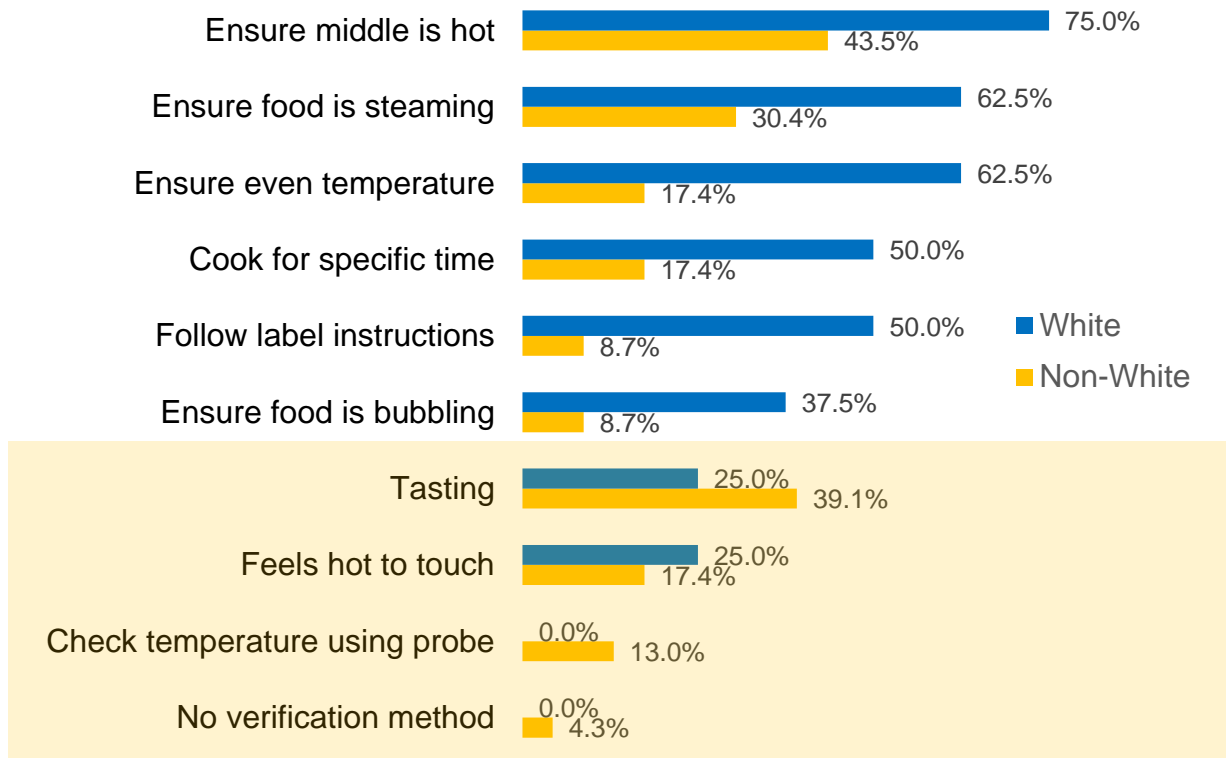 Ensure middle is hot
75.0%
43.5%
Ensure food is steaming
62.5%
30.4%
Ensure even temperature
62.5%
17.4%
Cook for specific time
50.0%
17.4%
Follow label instructions
50.0%
8.7%
White
Non-White
Ensure food is bubbling
37.5%
8.7%
Tasting
25.0%
39.1%
Feels hot to touch
25.0%
17.4%
Check temperature using probe
0.0%
13.0%
No verification method
0.0%
4.3%